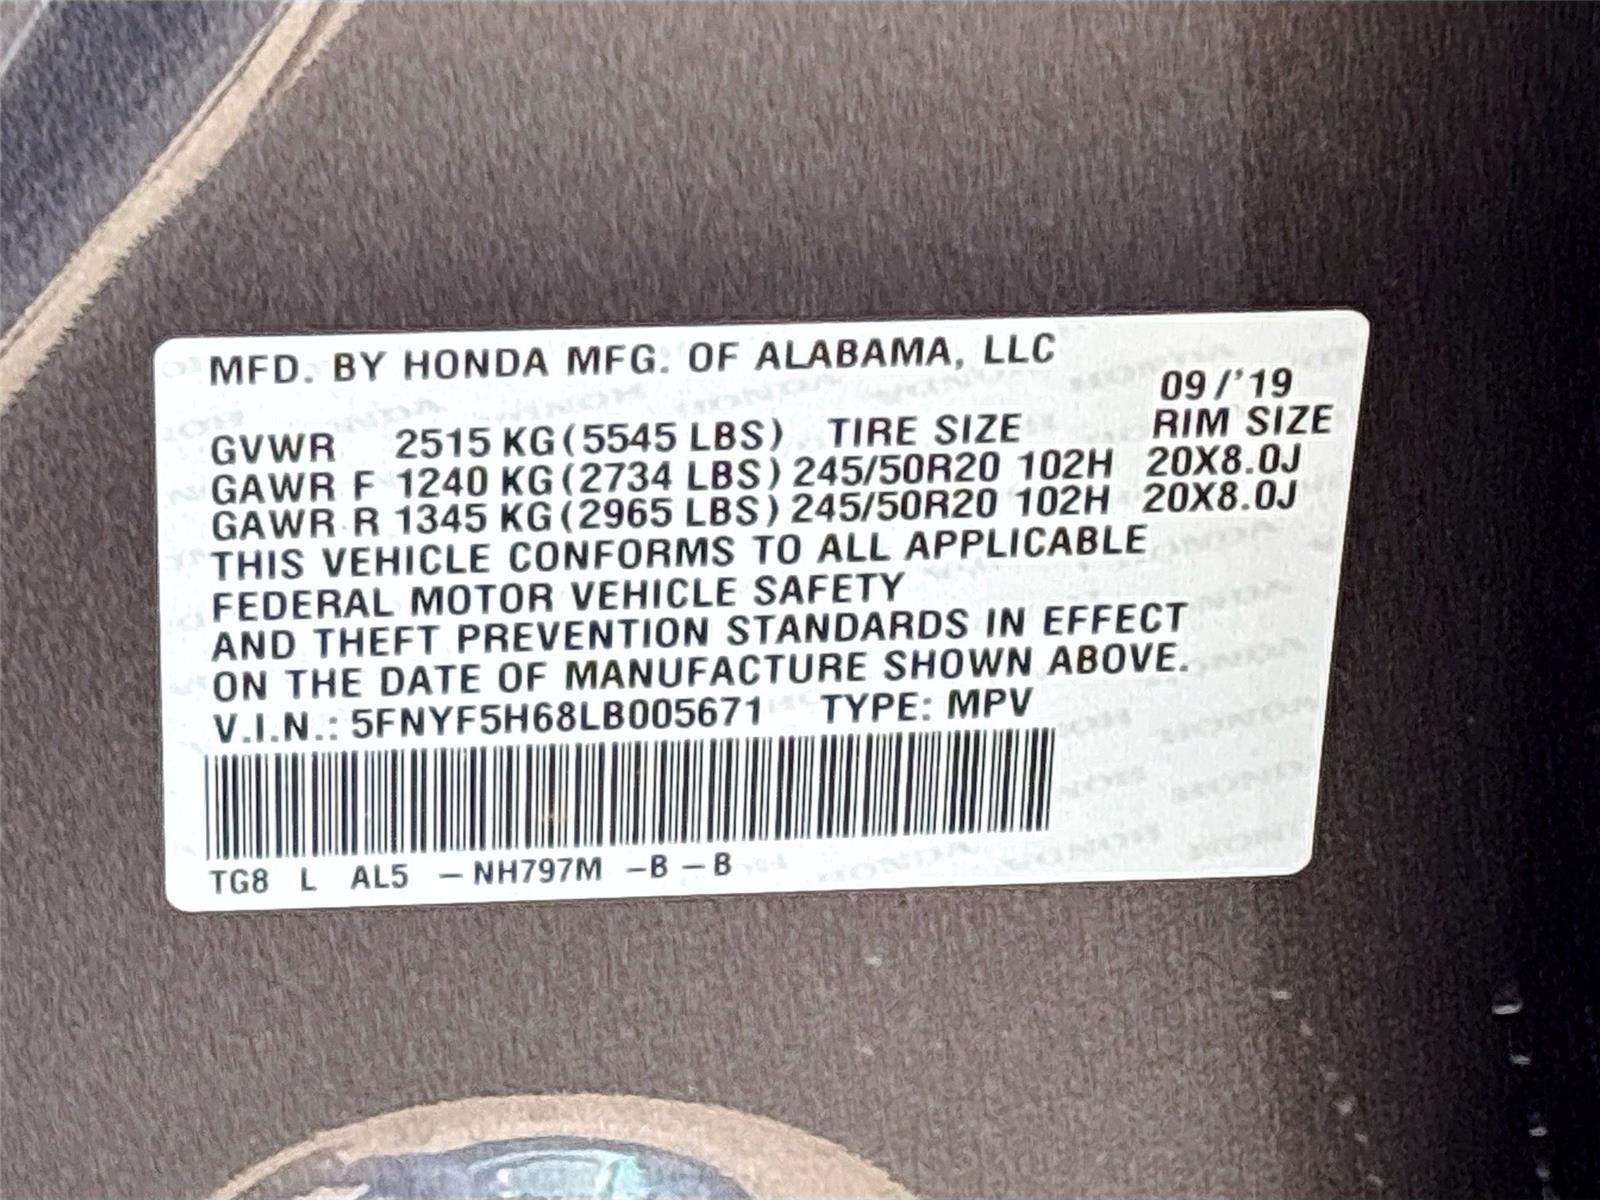 MFD. BY HONDA MFG. OF ALABAMA, LLC
09/'19
GVWR 2515 KG(5545 LBS) TIRE SIZE RIM SIZE
GAWR F 1240 KG(2734 LBS) 245/50R20 102H 20X8.0J
GAWR R 1345 KG(2965 LBS) 245/50R20 102H 20X8.0J
THIS VEHICLE CONFORMS TO ALL APPLICABLE
FEDERAL MOTOR VEHICLE SAFETY
AND THEFT PREVENTION STANDARDS IN EFFECT
ON THE DATE OF MANUFACTURE SHOWN ABOVE.
V.I.N.: 5FNYF5H68LB005671 TYPE: MPV
TG8 L AL5 –NH797M –B – B